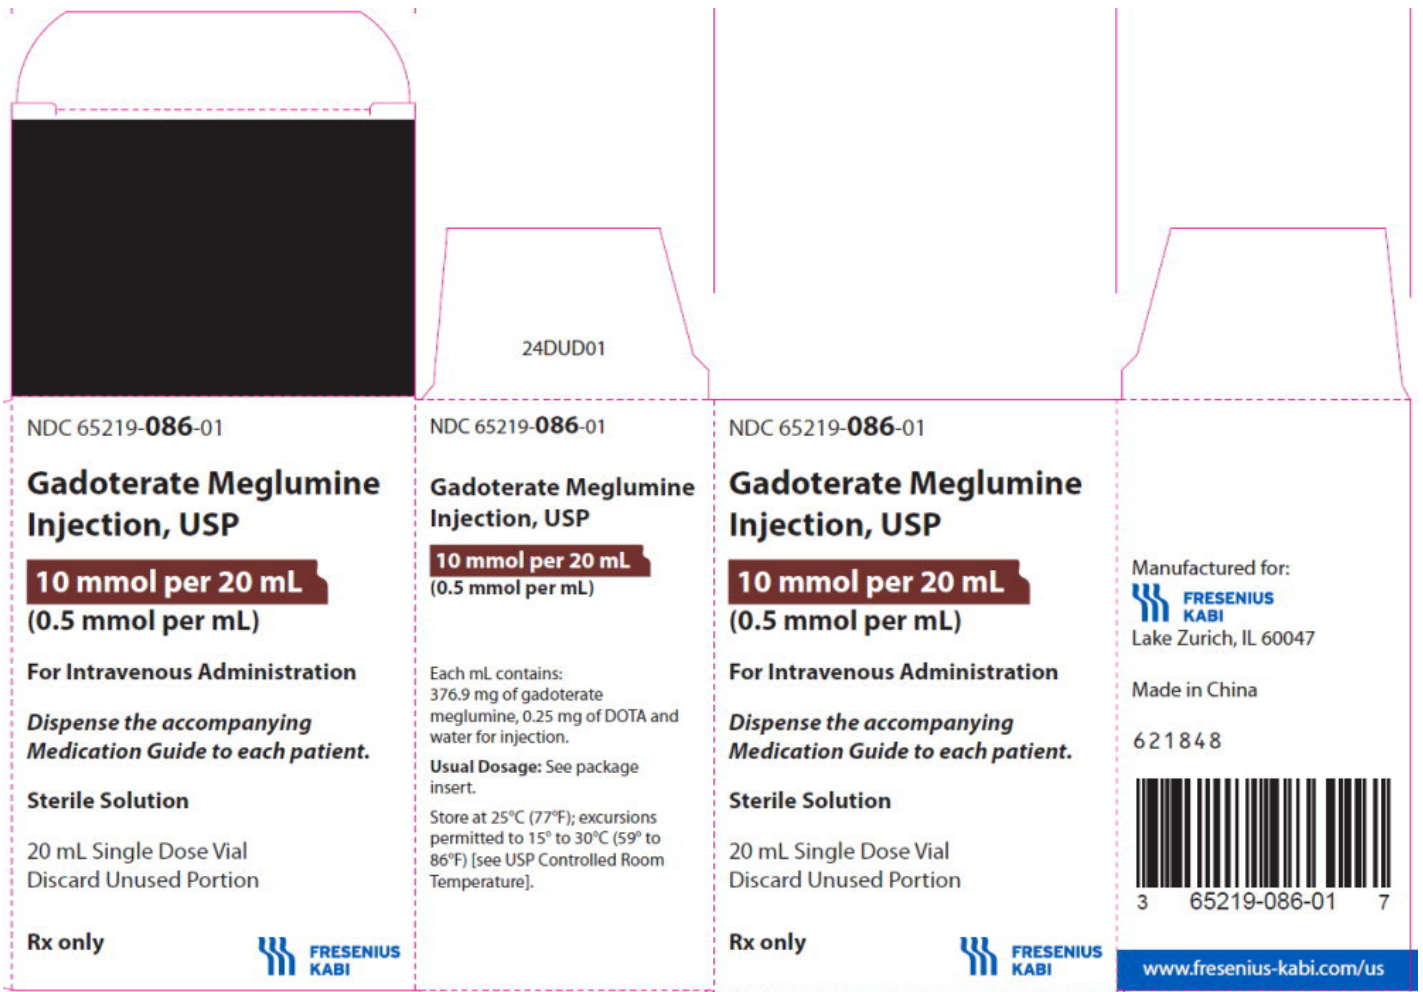 24DUD01
NDC 65219-086-01
Gadoterate Meglumine
Injection, USP
10 mmol per 20 mL
(0.5 mmol per mL)
For Intravenous Administration
Dispense the accompanying
Medication Guide to each patient.
Sterile Solution
20 mL Single Dose Vial
Discard Unused Portion
Rx only
FRESENIUS
KABI
NDC 65219-086-01
Gadoterate Meglumine
Injection, USP
10 mmol per 20 mL
(0.5 mmol per mL)
Each mL contains:
376.9 mg of gadoterate
meglumine, 0.25 mg of DOTA and
water for injection.
Usual Dosage: See package
insert.
Store at 25°C (77°F); excursions
permitted to 15° to 30°C (59° to
86°F) [see USP Controlled Room
Temperature].
NDC 65219-086-01
Gadoterate Meglumine
Injection, USP
10 mmol per 20 mL
(0.5 mmol per mL)
For Intravenous Administration
Dispense the accompanying
Medication Guide to each patient.
Sterile Solution
20 mL Single Dose Vial
Discard Unused Portion
Rx only
FRESENIUS
KABI
Manufactured for:
FRESENIUS
KABI
Lake Zurich, IL 60047
Made in China
621848
3 65219-086-01 7
www.fresenius-kabi.com/us